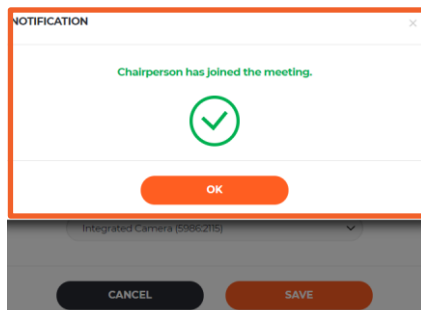 NOTIFICATION ×
Chairperson has joined the meeting.
OK
Integrated Camera (5986:2115)
CANCEL SAVE